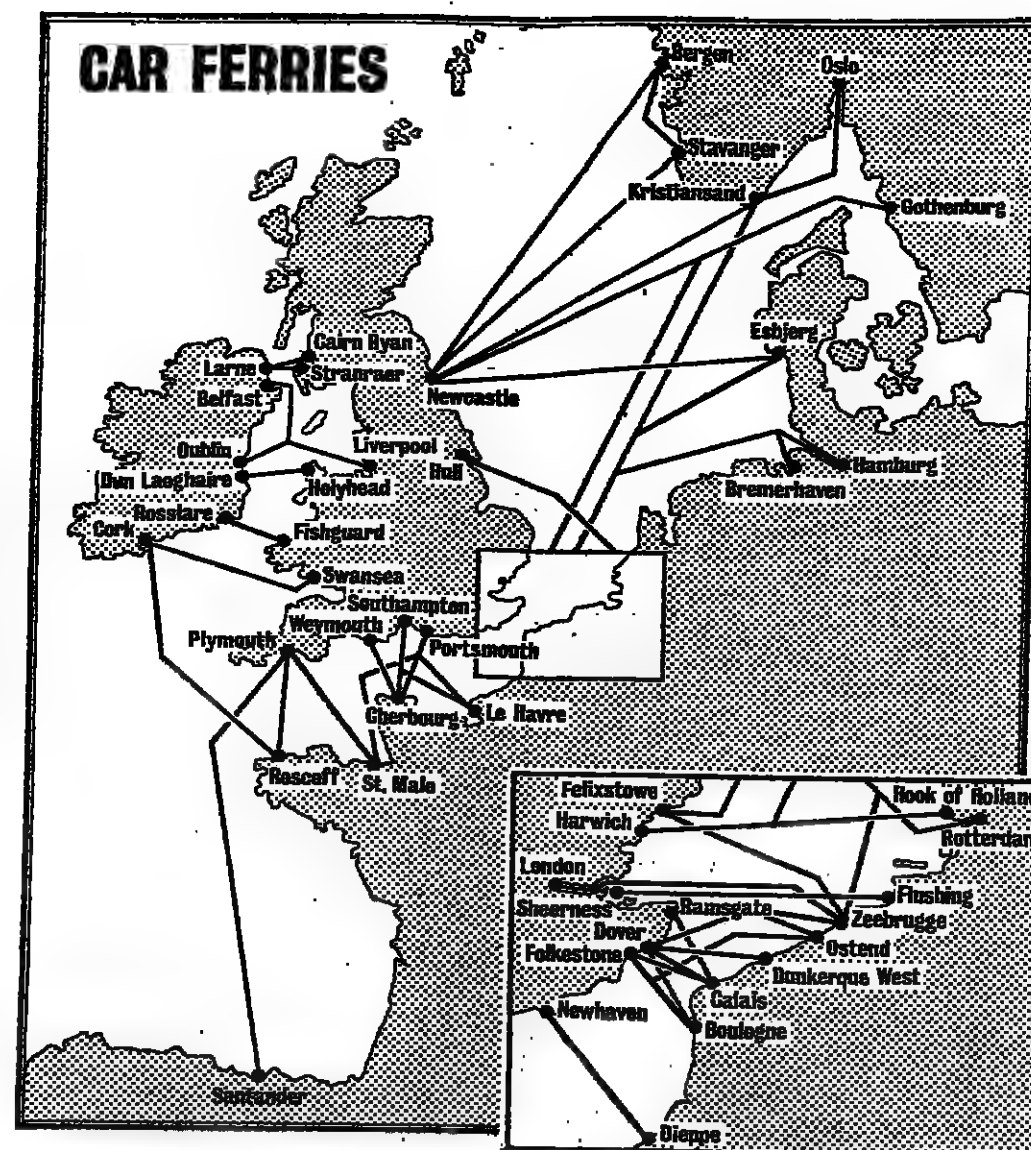 CAR FERRIES
Bergen
Oslo
Stavanger
Kristiansand
Gothenburg
Esbjerg
Cairn Ryan
Larne
Stranraer
Belfast
Newcastle
Dublin
Liverpool
Hull
Dun Laoghaire
Holyhead
Hamburg
Bremerhaven
Rosslare
Cork
Fishguard
Swansea
Southampton
Weymouth
Plymouth
Portsmouth
Cherbourg
Le Havre
Roscoff
St. Malo
Santander
Felixstowe
Hook of Holland
Harwich
Rotterdam
London
Flushing
Sheerness
Ramsgate
Zeebrugge
Dover
Ostend
Folkestone
Dunkerque West
Calais
Newhaven
Boulogne
Dieppe